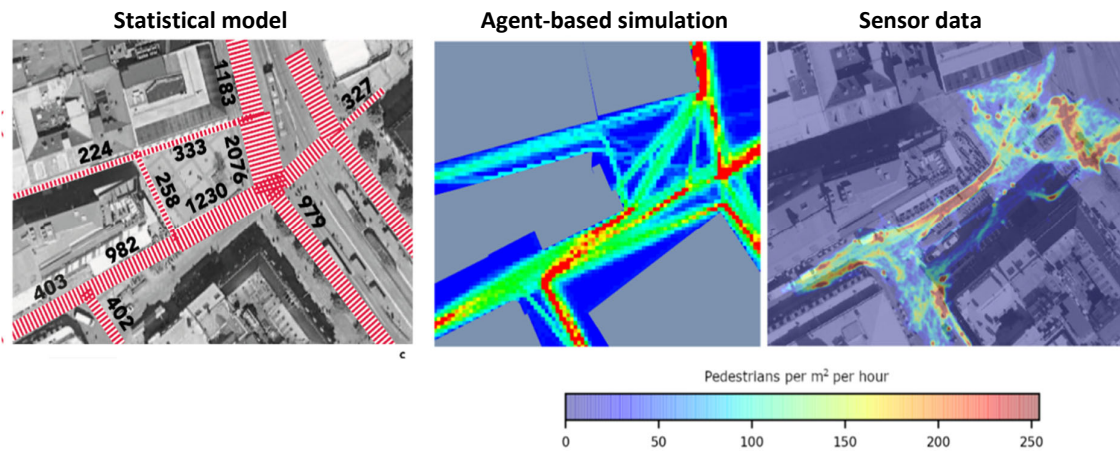 Statistical model
Agent-based simulation
Sensor data
1183
327
224
333
2076
258
1230
979
982
403
402
c
Pedestrians per m² per hour
0 50 100 150 200 250